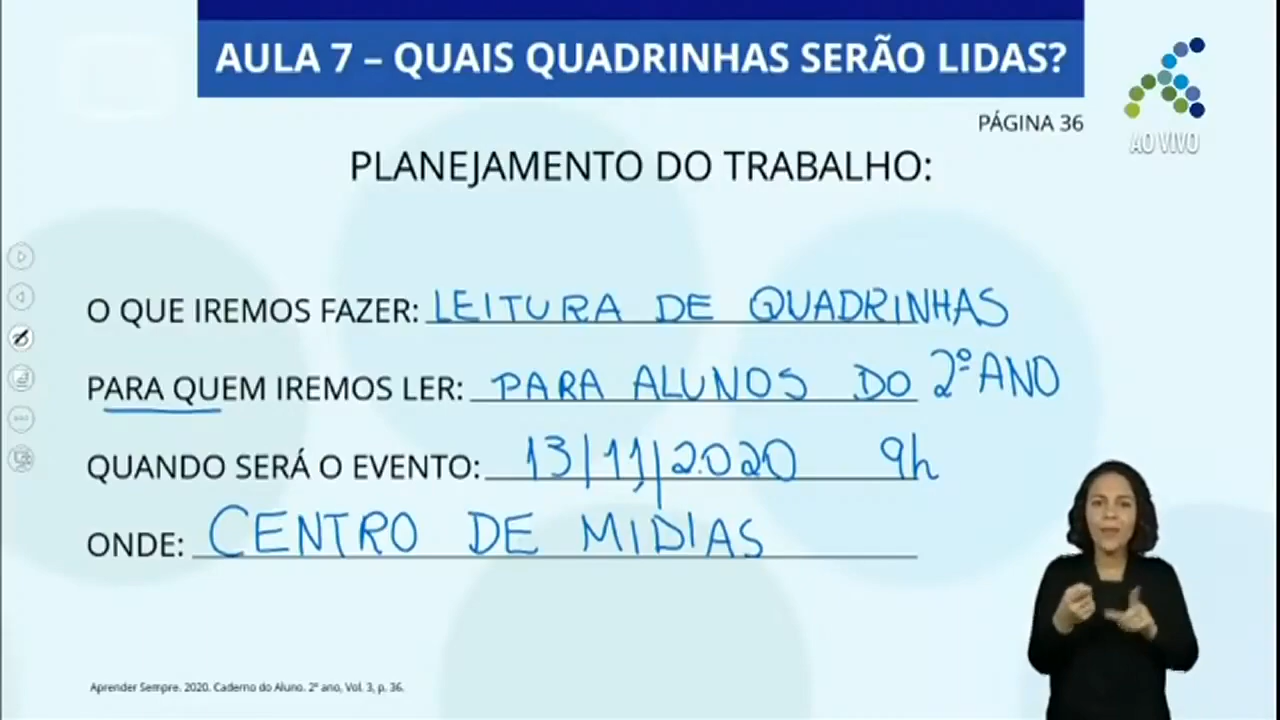 AULA 7 – QUAIS QUADRINHAS SERÃO LIDAS?
PÁGINA 36
AO VIVO
PLANEJAMENTO DO TRABALHO:
O QUE IREMOS FAZER: LEITURA DE QUADRINHAS
PARA QUEM IREMOS LER: PARA ALUNOS DO 2º ANO
QUANDO SERÁ O EVENTO: 13/11/2020 9h
ONDE: CENTRO DE MIDIAS
Aprender Sempre. 2020. Caderno do Aluno. 2º ano, Vol. 3, p. 36.